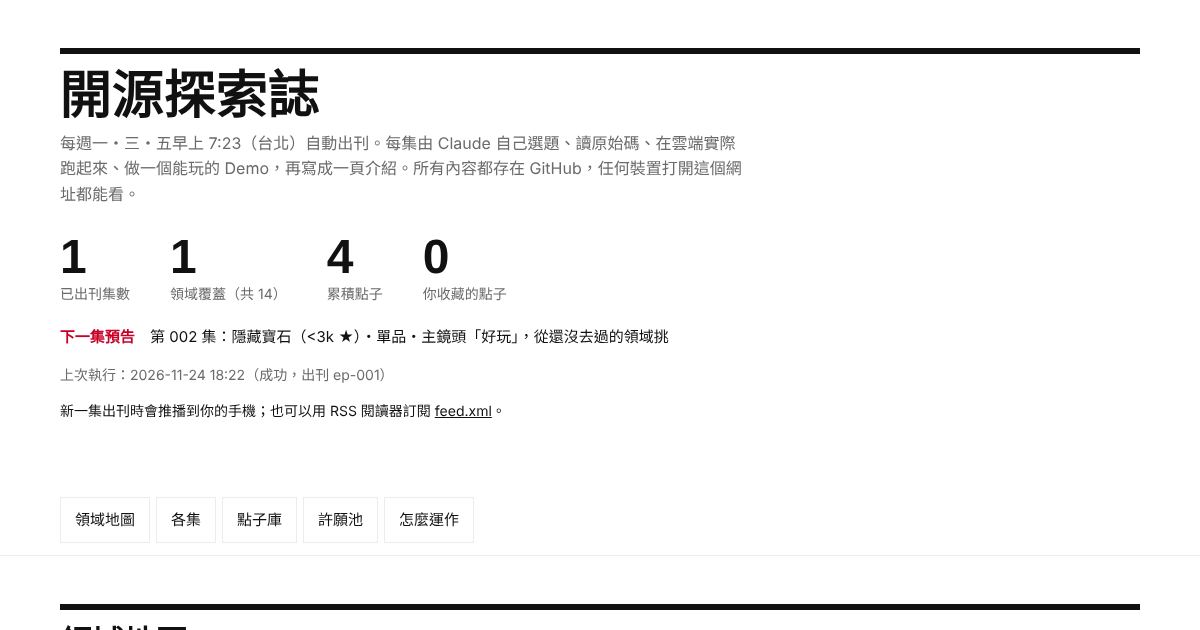 開源探索誌
每週一・三・五早上 7:23（台北）自動出刊。每集由 Claude 自己選題、讀原始碼、在雲端實際
跑起來、做一個能玩的 Demo，再寫成一頁介紹。所有內容都存在 GitHub，任何裝置打開這個網
址都能看。
1 1 4 0
已出刊集數 領域覆蓋（共 14） 累積點子 你收藏的點子
下一集預告 第 002 集：隱藏寶石（<3k ★）・單品・主鏡頭「好玩」，從還沒去過的領域挑
上次執行：2026-11-24 18:22（成功，出刊 ep-001）
新一集出刊時會推播到你的手機；也可以用 RSS 閱讀器訂閱 feed.xml。
領域地圖 各集 點子庫 許願池 怎麼運作